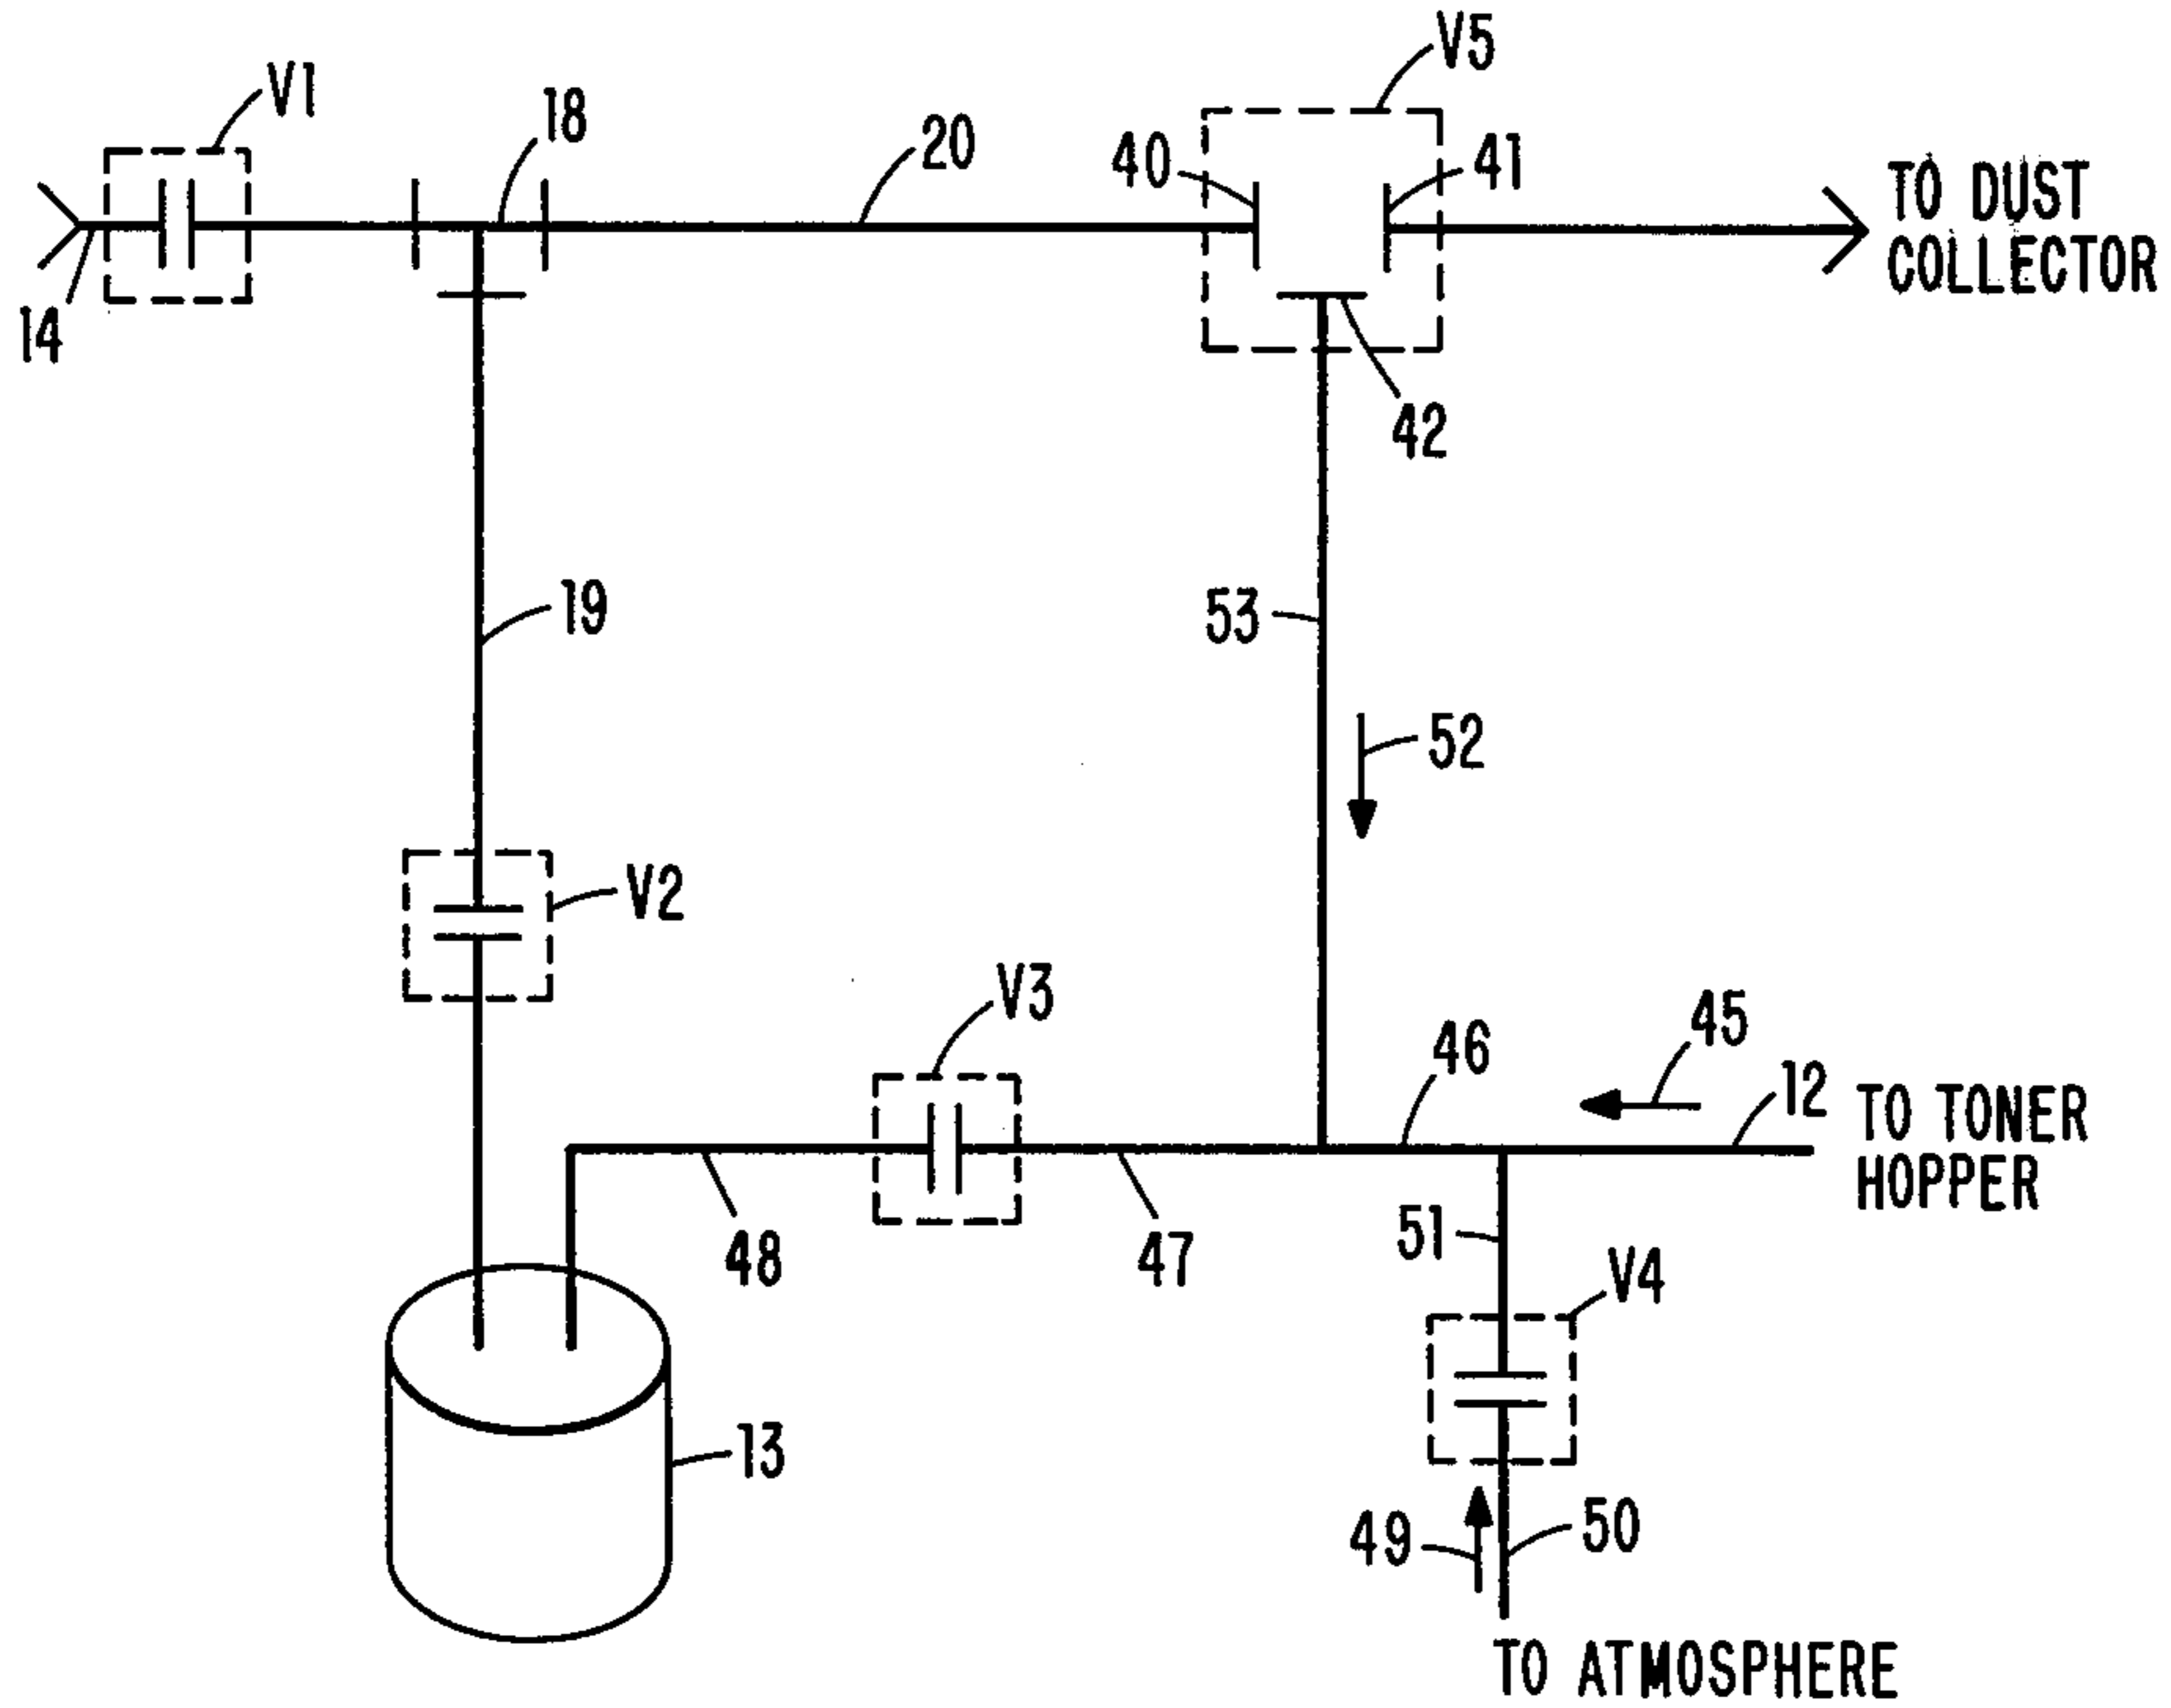 V5
V1
18
20
40
41
TO DUST
COLLECTOR
14
42
19
53
52
V2
V3
45
46
12
TO TONER
HOPPER
48
47
51
V4
13
49
50
TO ATMOSPHERE